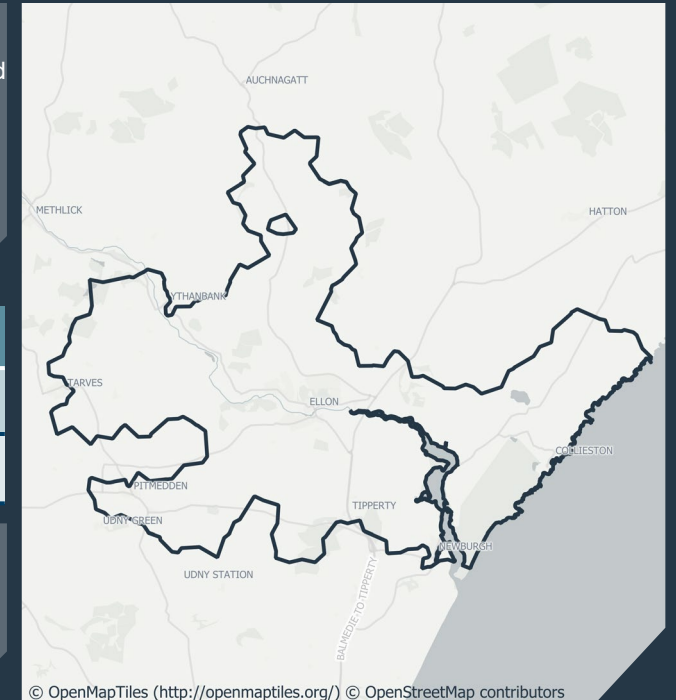 d
AUCHNAGATT
METHLICK
HATTON
YTHANBANK
TARVES
ELLON
COLLIESTON
PITMEDDEN
TIPPERTY
UDNY GREEN
NEWBURGH
UDNY STATION
BALMEDIE-TO-TIPPERTY
© OpenMapTiles (http://openmaptiles.org/) © OpenStreetMap contributors